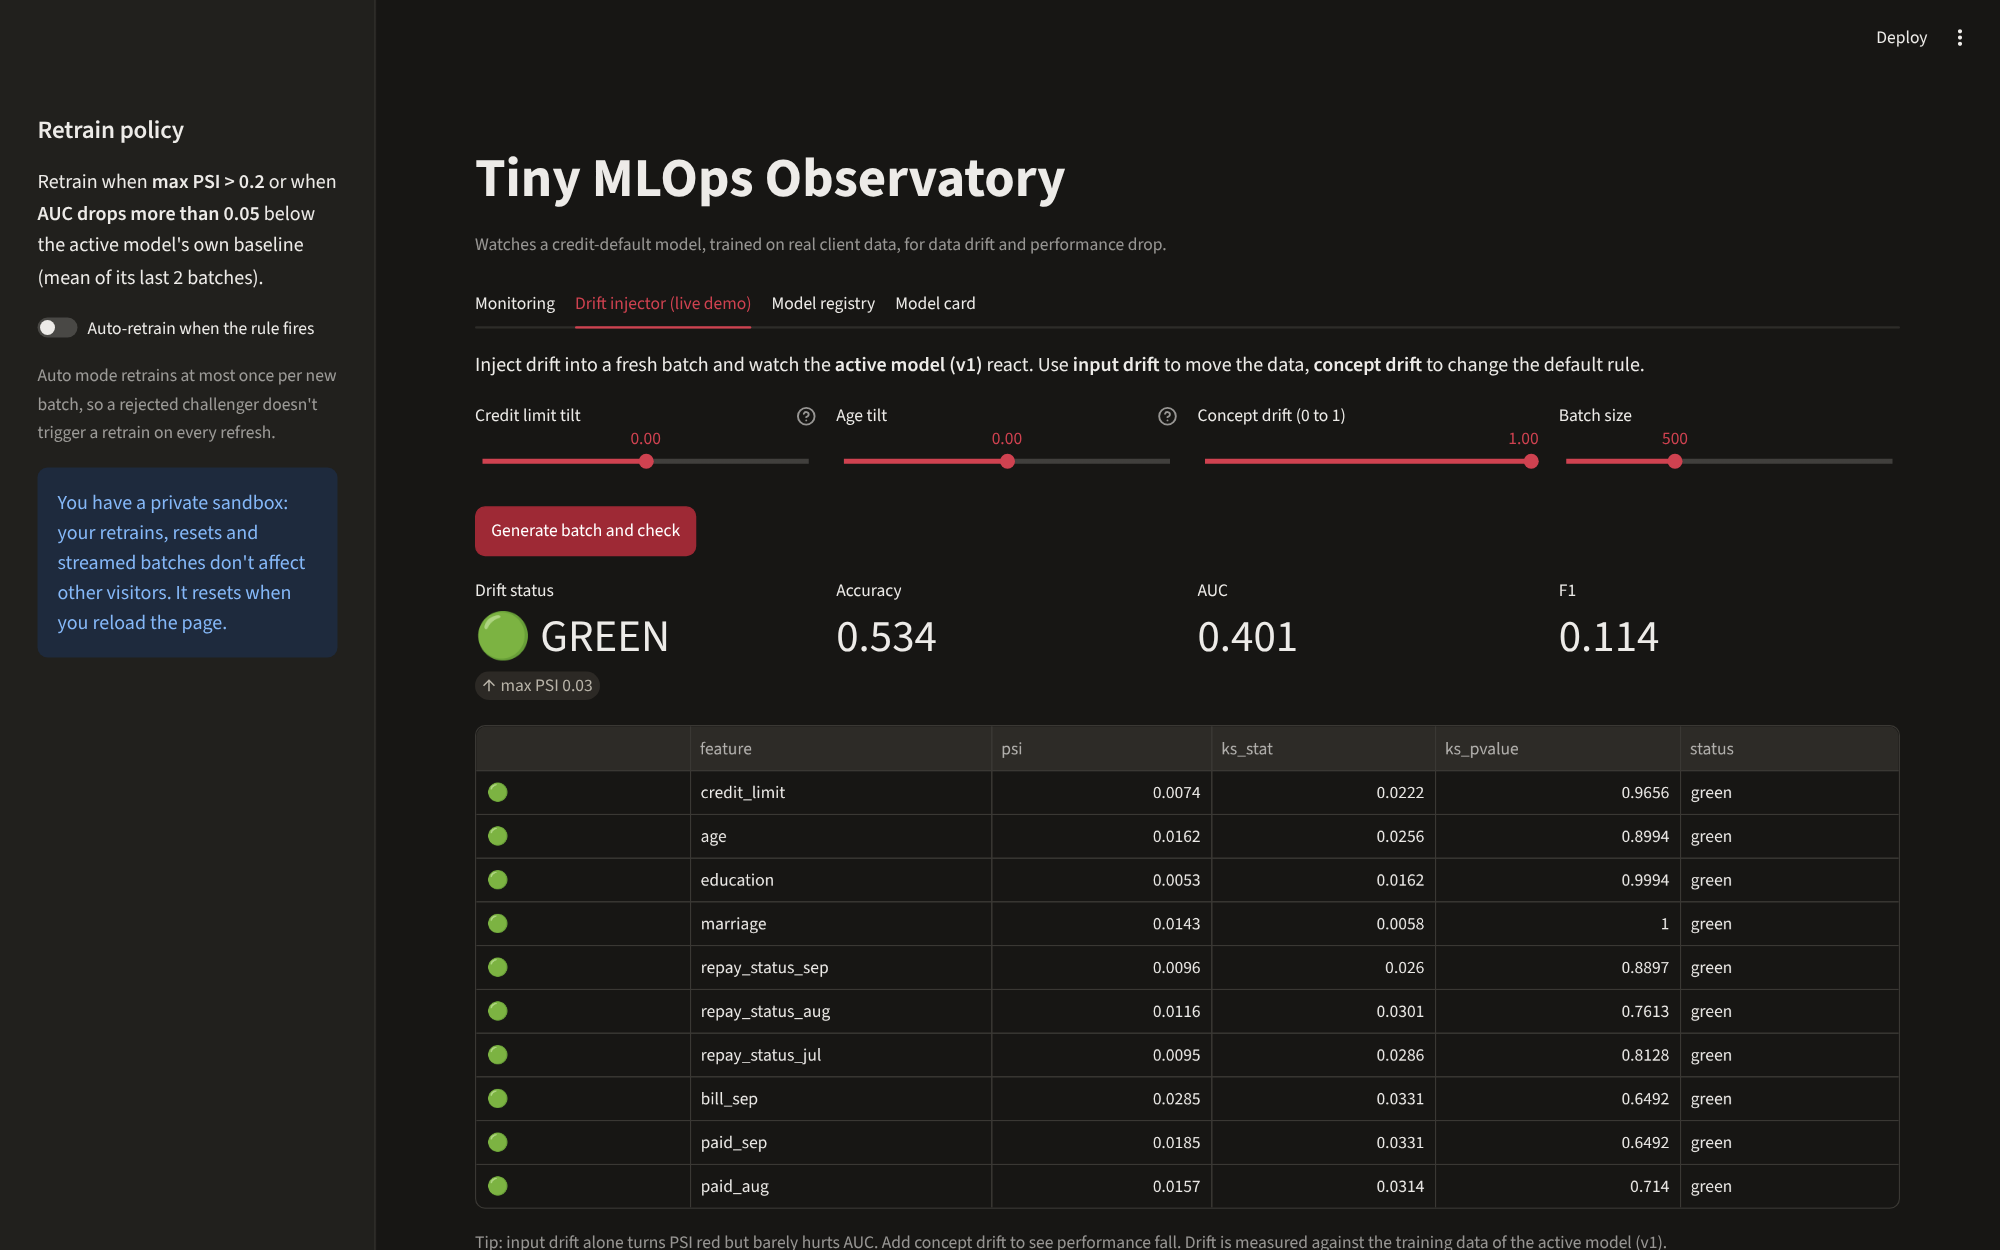 Deploy
Retrain policy
Retrain when max PSI > 0.2 or when
AUC drops more than 0.05 below
the active model's own baseline
(mean of its last 2 batches).
Auto-retrain when the rule fires
Auto mode retrains at most once per new
batch, so a rejected challenger doesn't
trigger a retrain on every refresh.
You have a private sandbox:
your retrains, resets and
streamed batches don't affect
other visitors. It resets when
you reload the page.
Tiny MLOps Observatory
Watches a credit-default model, trained on real client data, for data drift and performance drop.
Monitoring Drift injector (live demo) Model registry Model card
Inject drift into a fresh batch and watch the active model (v1) react. Use input drift to move the data, concept drift to change the default rule.
Credit limit tilt Age tilt Concept drift (0 to 1) Batch size
0.00 0.00 1.00 500
Generate batch and check
Drift status Accuracy AUC F1
GREEN 0.534 0.401 0.114
↑ max PSI 0.03
feature psi ks_stat ks_pvalue status
credit_limit 0.0074 0.0222 0.9656 green
age 0.0162 0.0256 0.8994 green
education 0.0053 0.0162 0.9994 green
marriage 0.0143 0.0058 1 green
repay_status_sep 0.0096 0.026 0.8897 green
repay_status_aug 0.0116 0.0301 0.7613 green
repay_status_jul 0.0095 0.0286 0.8128 green
bill_sep 0.0285 0.0331 0.6492 green
paid_sep 0.0185 0.0331 0.6492 green
paid_aug 0.0157 0.0314 0.714 green
Tip: input drift alone turns PSI red but barely hurts AUC. Add concept drift to see performance fall. Drift is measured against the training data of the active model (v1).